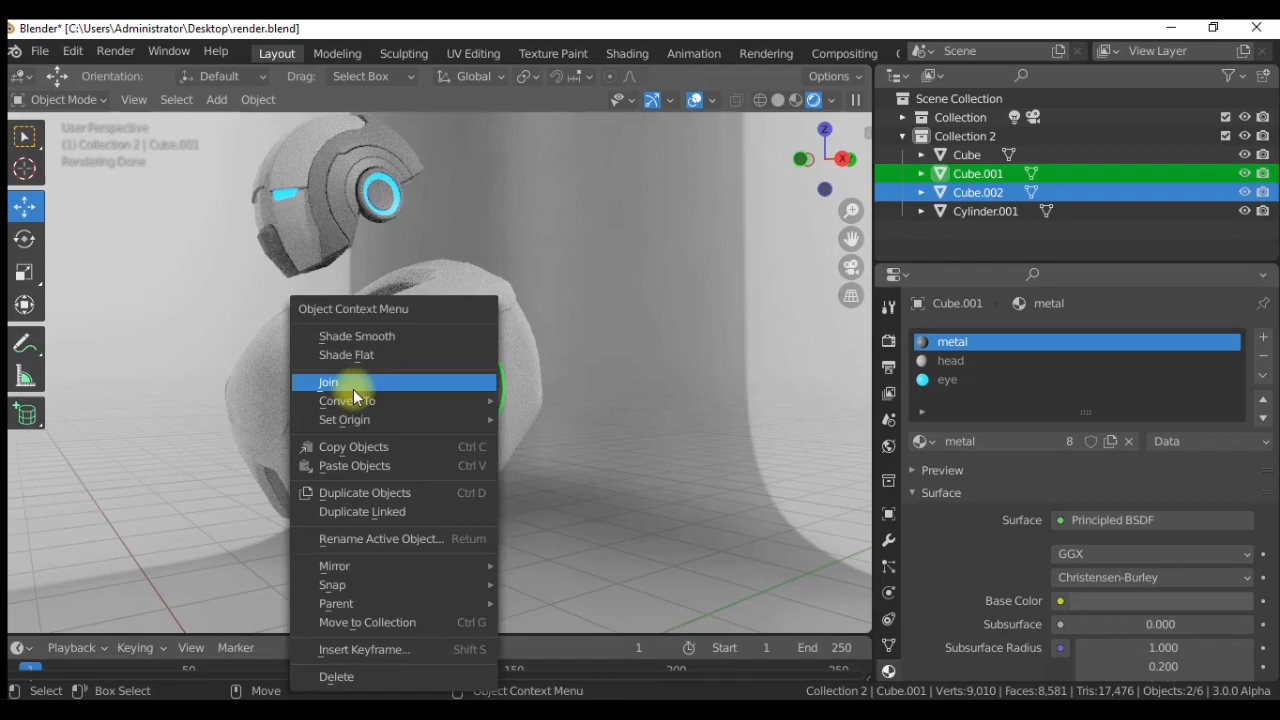 Blender* [C:\Users\Administrator\Desktop\render.blend]
File Edit Render Window Help Layout Modeling Sculpting UV Editing Texture Paint Shading Animation Rendering Compositing Scene View Layer
Orientation: Default Drag: Select Box Global Options
Object Mode View Select Add Object
User Perspective
(1) Collection 2 | Cube.001
Rendering Done
Z
X
Y
Scene Collection
Collection
Collection 2
Cube
Cube.001
Cube.002
Cylinder.001
Object Context Menu
Shade Smooth
Shade Flat
Join
Convert To
Set Origin
Copy Objects Ctrl C
Paste Objects Ctrl V
Duplicate Objects Ctrl D
Duplicate Linked
Rename Active Object... Return
Mirror
Snap
Parent
Move to Collection Ctrl G
Insert Keyframe... Shift S
Delete
Cube.001 metal
metal
head
eye
metal 8 Data
Preview
Surface
Surface Principled BSDF
GGX
Christensen-Burley
Base Color
Subsurface 0.000
Subsurface Radius 1.000
0.200
Playback Keying View Marker 1 Start 1 End 250
1 50 150 200 250
Select Box Select Move Object Context Menu Collection 2 | Cube.001 | Verts:9,010 | Faces:8,581 | Tris:17,476 | Objects:2/6 | 3.0.0 Alpha